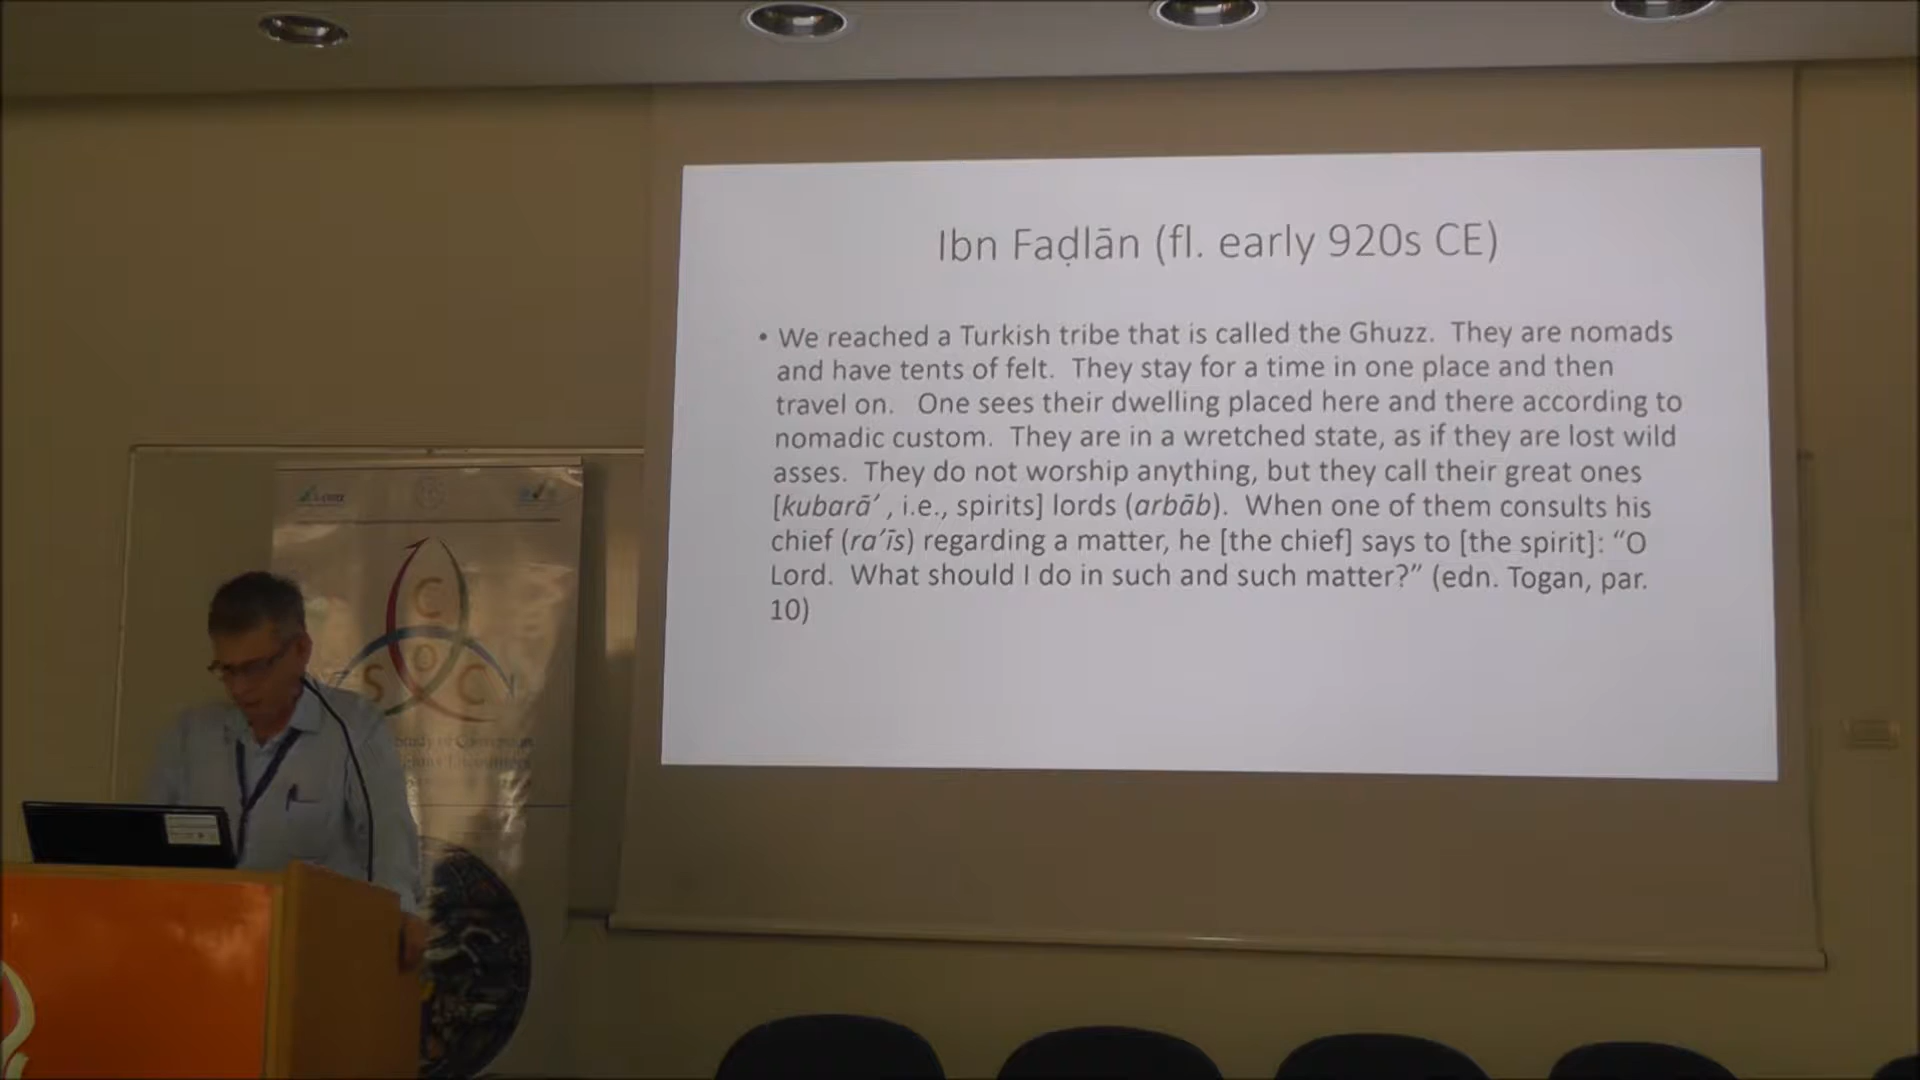 Ibn Faḍlān (fl. early 920s CE)
• We reached a Turkish tribe that is called the Ghuzz. They are nomads
and have tents of felt. They stay for a time in one place and then
travel on. One sees their dwelling placed here and there according to
nomadic custom. They are in a wretched state, as if they are lost wild
asses. They do not worship anything, but they call their great ones
[kubarā’ , i.e., spirits] lords (arbāb). When one of them consults his
chief (ra’īs) regarding a matter, he [the chief] says to [the spirit]: “O
Lord. What should I do in such and such matter?” (edn. Togan, par.
10)
C
S O C